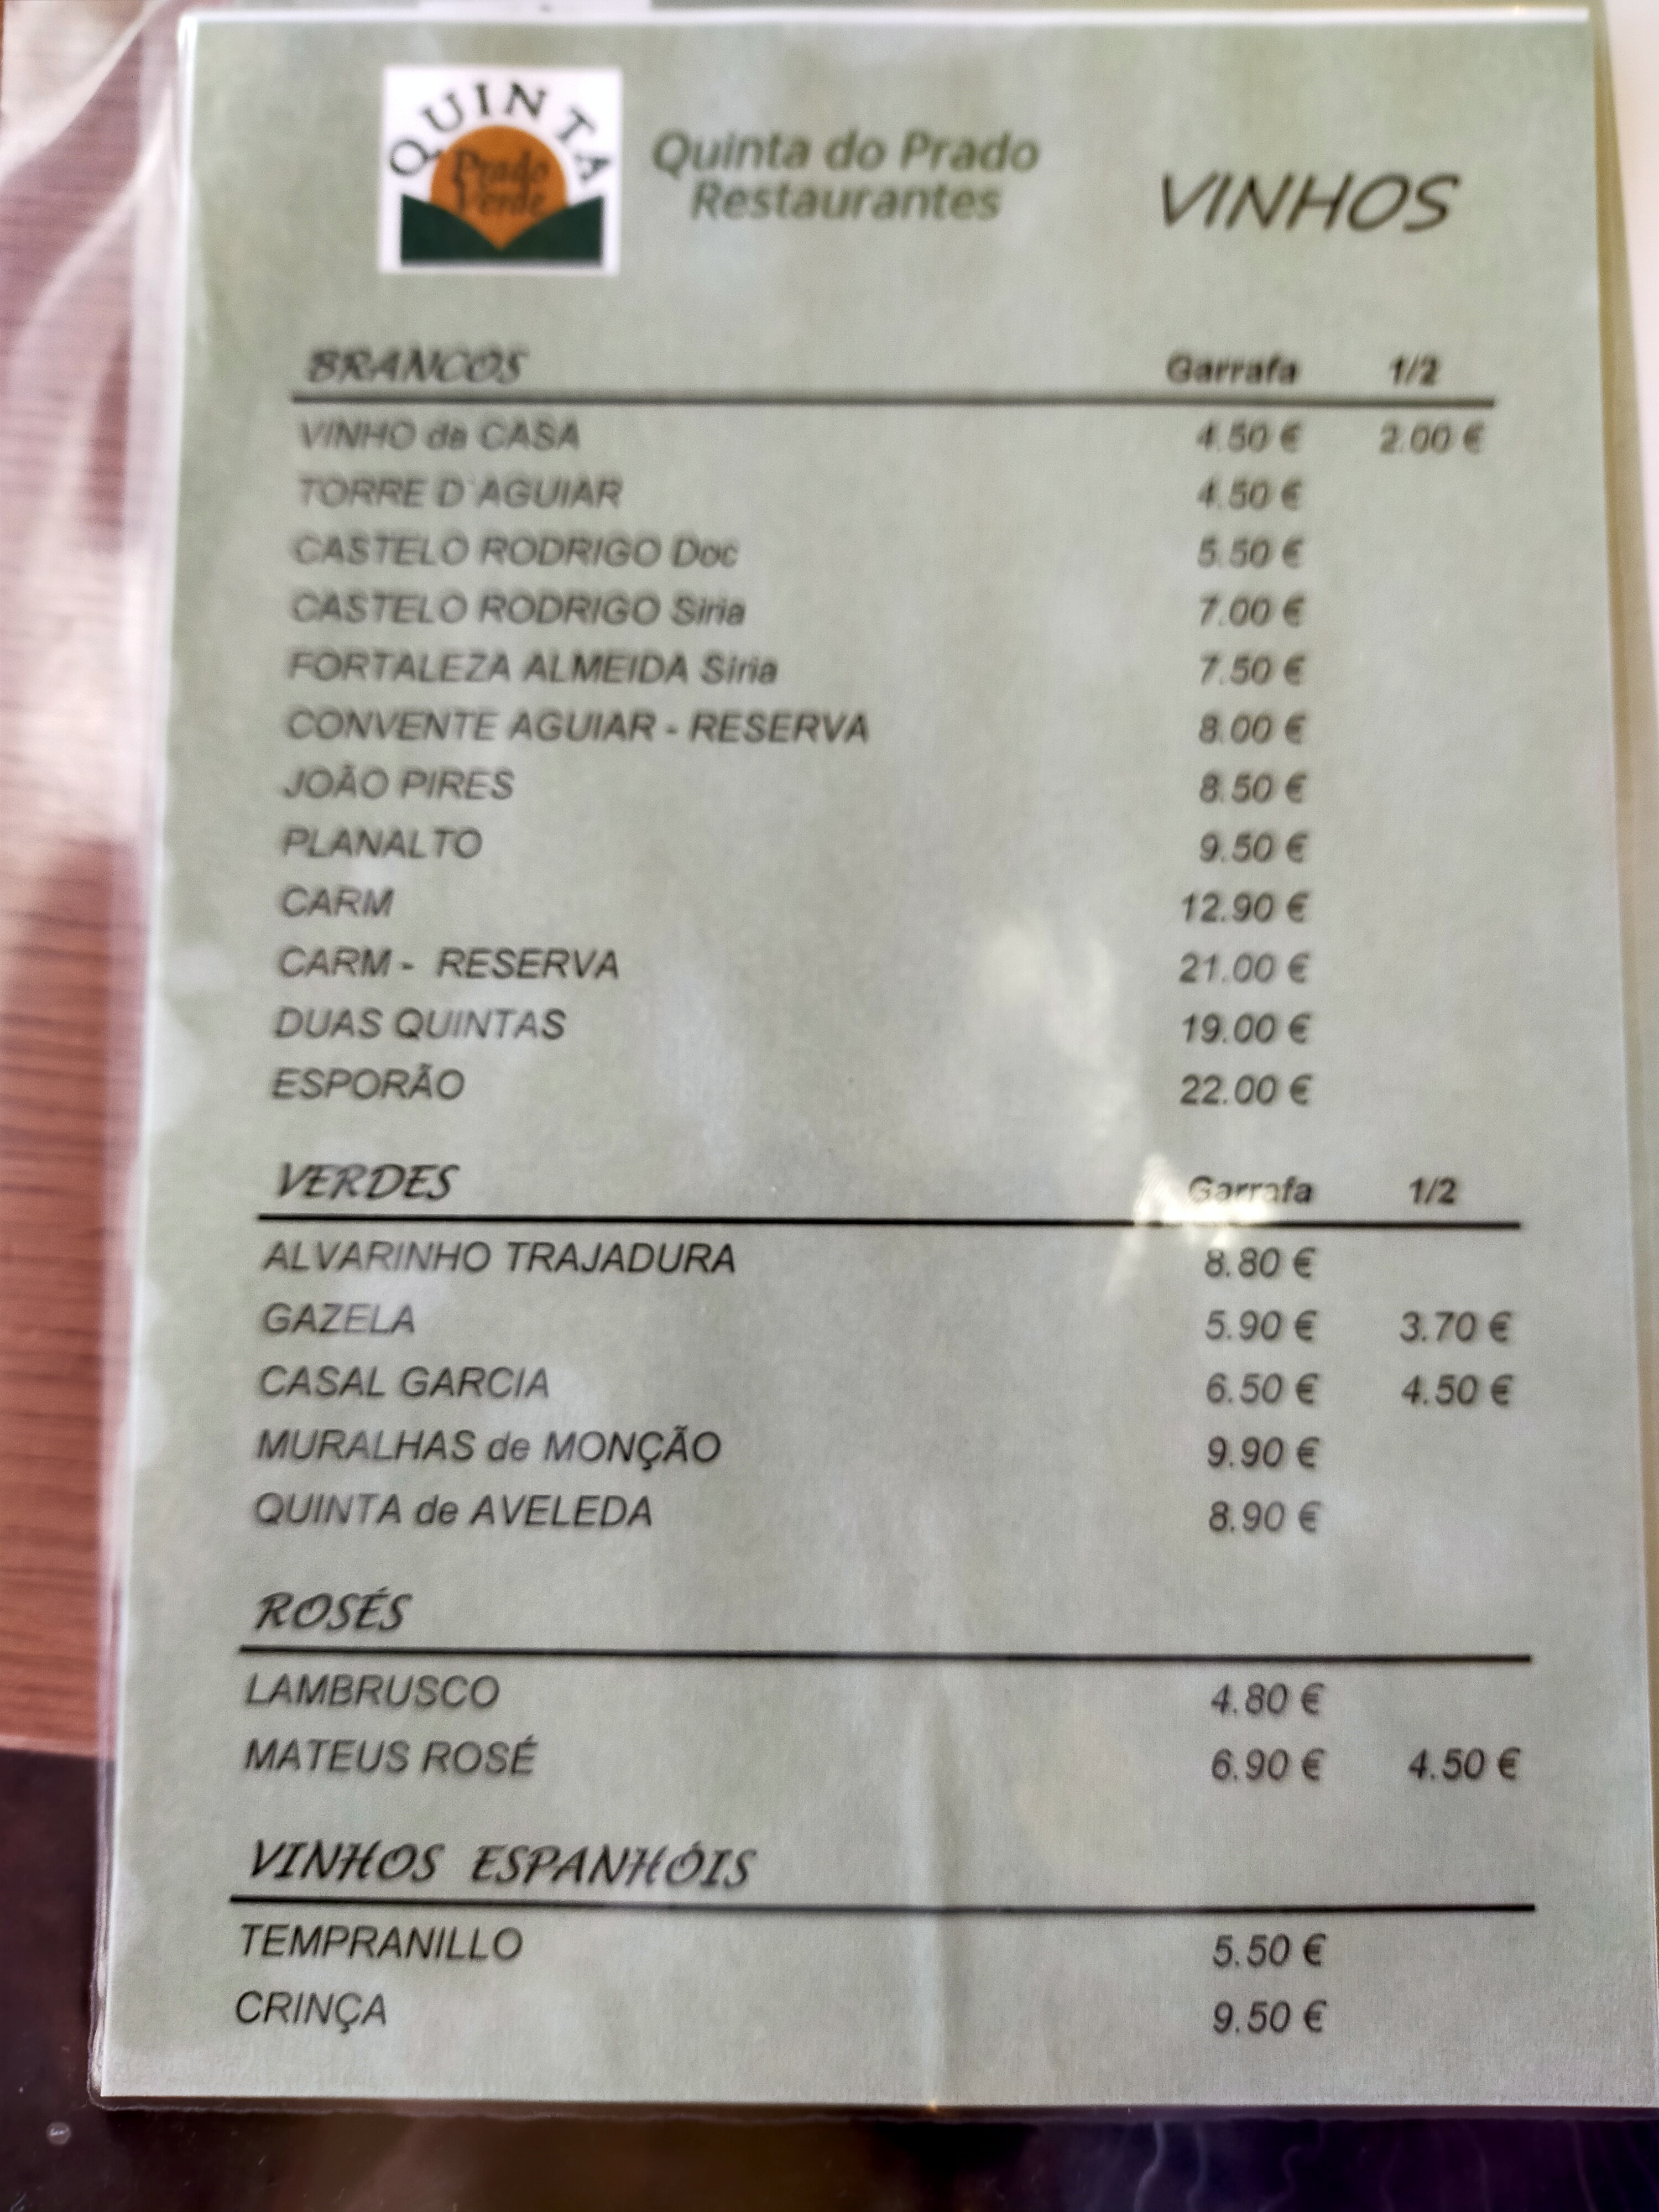 QUINTA
Prado
Verde
Quinta do Prado
Restaurantes
VINHOS
BRANCOS Garrafa 1/2
VINHO da CASA 4.50 € 2.00 €
TORRE D`AGUIAR 4.50 €
CASTELO RODRIGO Doc 5.50 €
CASTELO RODRIGO Síria 7.00 €
FORTALEZA ALMEIDA Síria 7.50 €
CONVENTE AGUIAR - RESERVA 8.00 €
JOÃO PIRES 8.50 €
PLANALTO 9.50 €
CARM 12.90 €
CARM - RESERVA 21.00 €
DUAS QUINTAS 19.00 €
ESPORÃO 22.00 €
VERDES Garrafa 1/2
ALVARINHO TRAJADURA 8.80 €
GAZELA 5.90 € 3.70 €
CASAL GARCIA 6.50 € 4.50 €
MURALHAS de MONÇÃO 9.90 €
QUINTA de AVELEDA 8.90 €
ROSÉS
LAMBRUSCO 4.80 €
MATEUS ROSÉ 6.90 € 4.50 €
VINHOS ESPANHÓIS
TEMPRANILLO 5.50 €
CRINÇA 9.50 €